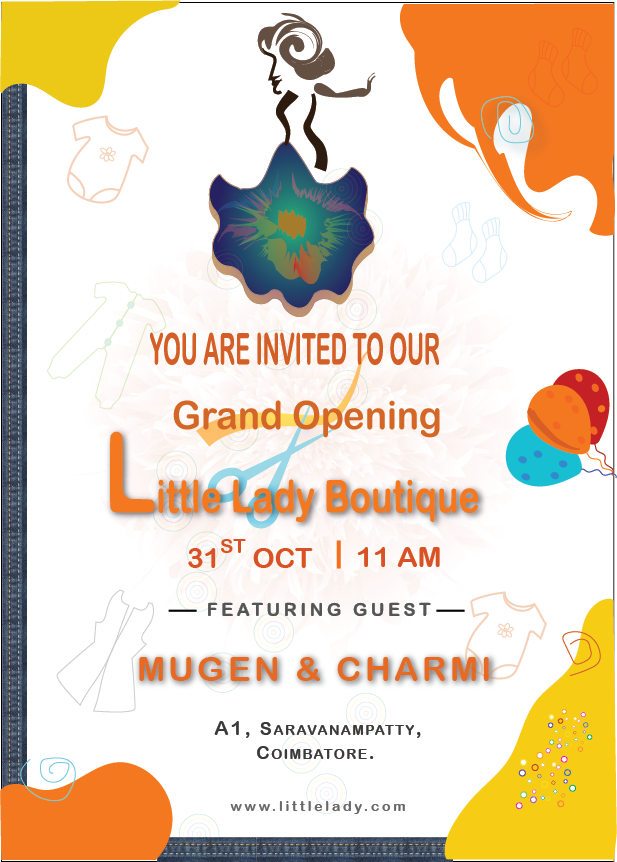 YOU ARE INVITED TO OUR
Grand Opening
Little Lady Boutique
31ST OCT | 11 AM
FEATURING GUEST
MUGEN & CHARMI
A1, SARAVANAMPATTY,
COIMBATORE.
www.littlelady.com